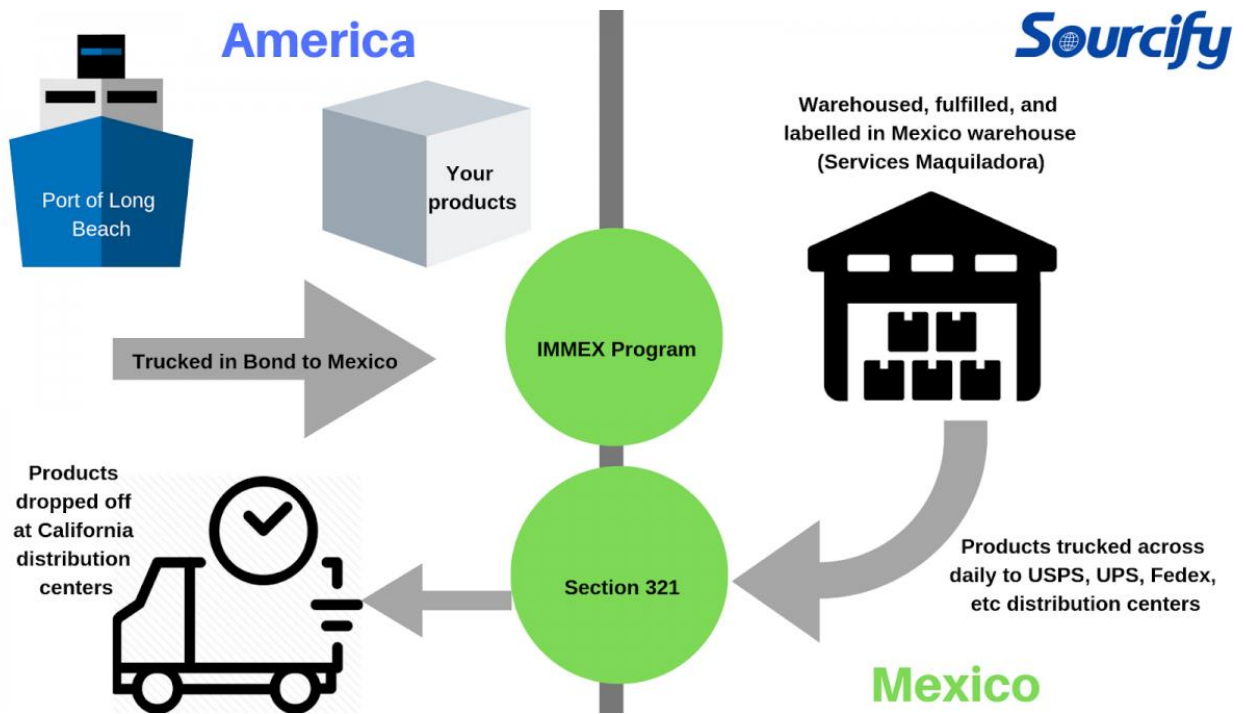 America
Sourcify
Port of Long
Beach
Your
products
Warehoused, fulfilled, and
labelled in Mexico warehouse
(Services Maquiladora)
Trucked in Bond to Mexico
IMMEX Program
Products
dropped off
at California
distribution
centers
Section 321
Products trucked across
daily to USPS, UPS, Fedex,
etc distribution centers
Mexico